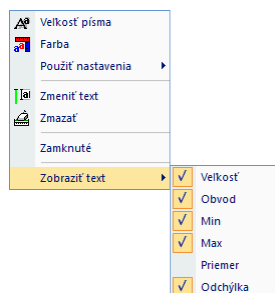 Veľkosť písma
Farba
Použiť nastavenia
Zmeniť text
Zmazať
Zamknuté
Zobraziť text
Veľkosť
Obvod
Min
Max
Priemer
Odchýlka